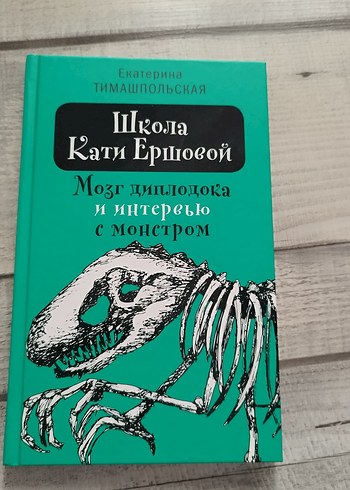 Екатерина
ТИМАШПОЛЬСКАЯ
Школа
Кати Ершовой
Мозг диплодока
и интервью
с монстром